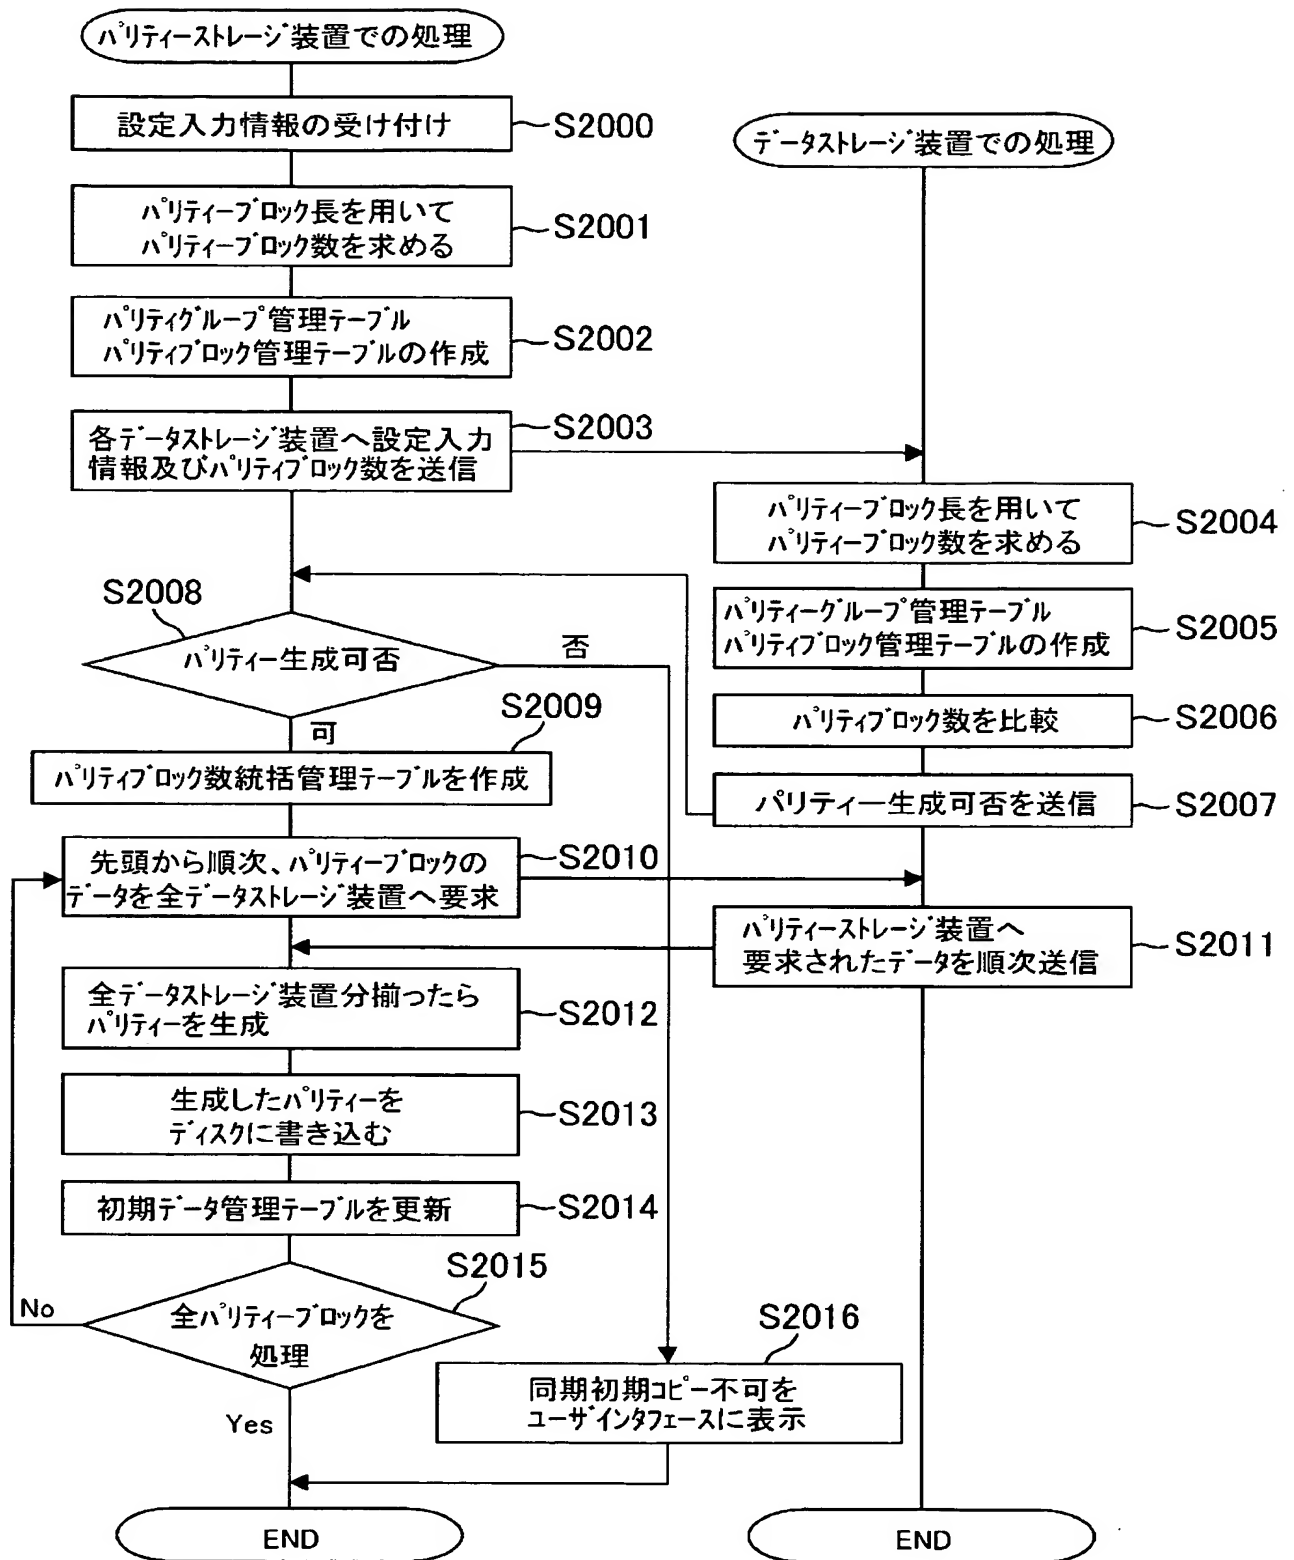 パリティーストレージ装置での処理
設定入力情報の受け付け
S2000
データストレージ装置での処理
パリティーブロック長を用いて
パリティーブロック数を求める
S2001
パリティグループ管理テーブル
パリティブロック管理テーブルの作成
S2002
各データストレージ装置へ設定入力
情報及びパリティブロック数を送信
S2003
パリティーブロック長を用いて
パリティーブロック数を求める
S2004
パリティーグループ管理テーブル
パリティブロック管理テーブルの作成
S2005
パリティブロック数を比較
S2006
パリティー生成可否を送信
S2007
S2008
パリティー生成可否
否
可
S2009
パリティブロック数統括管理テーブルを作成
先頭から順次、パリティーブロックの
データを全データストレージ装置へ要求
S2010
パリティーストレージ装置へ
要求されたデータを順次送信
S2011
全データストレージ装置分揃ったら
パリティーを生成
S2012
生成したパリティーを
ディスクに書き込む
S2013
初期データ管理テーブルを更新
S2014
S2015
全パリティーブロックを
処理
No
Yes
S2016
同期初期コピー不可を
ユーザインタフェースに表示
END
END